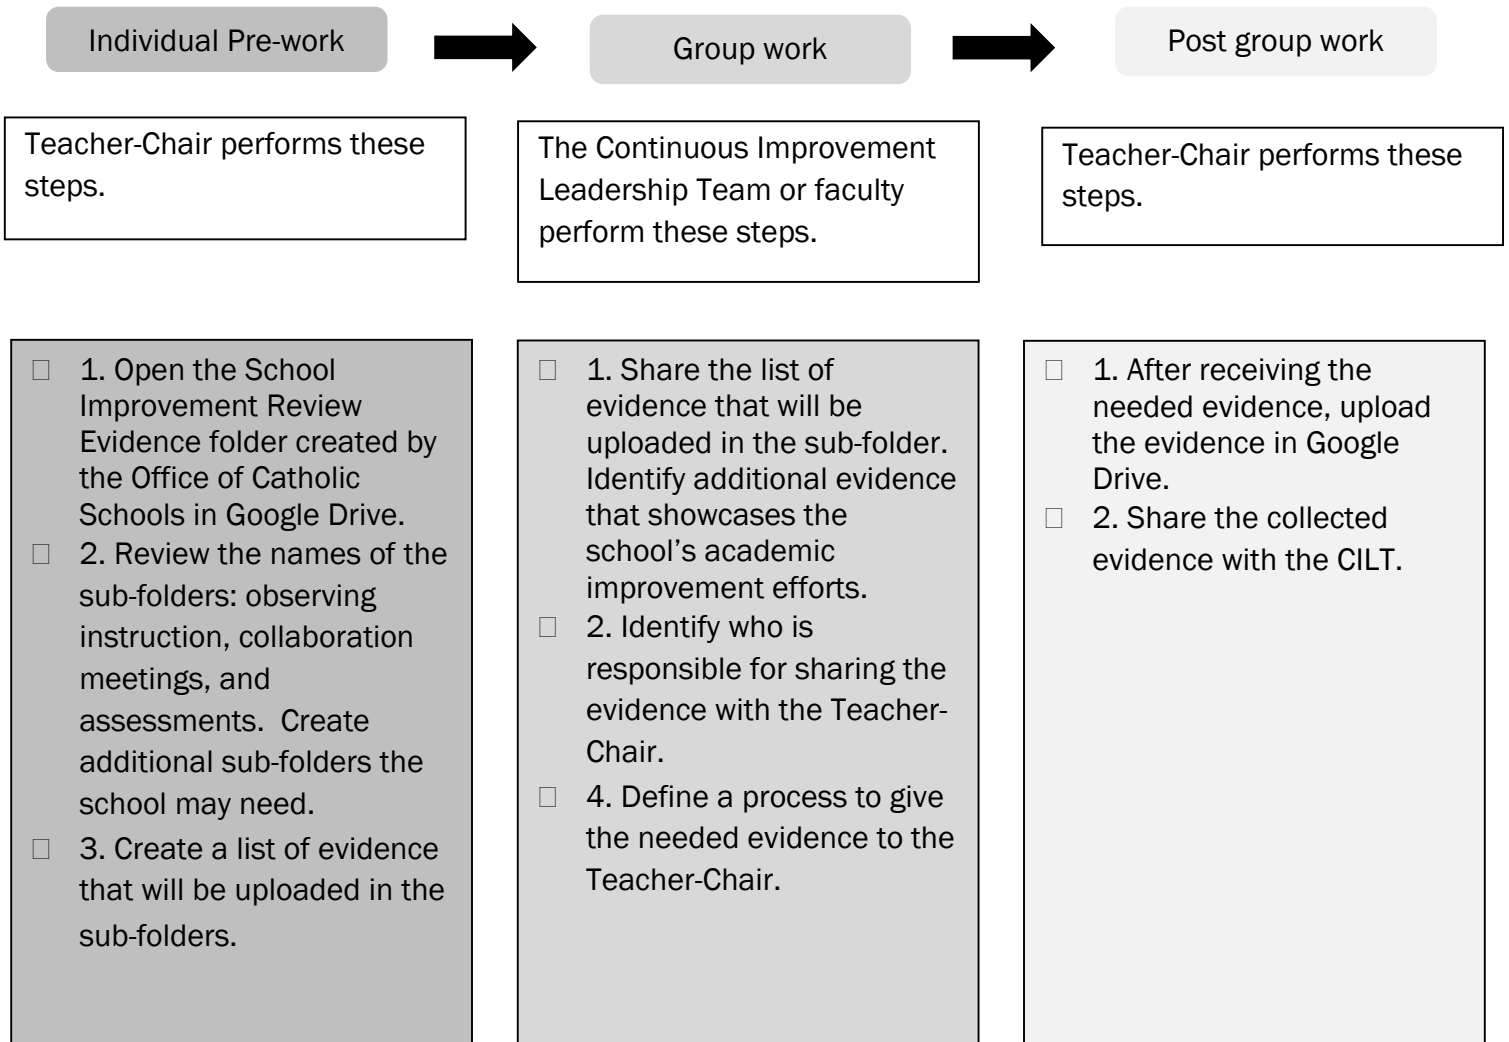 Individual Pre-work
Group work
Post group work
Teacher-Chair performs these
steps.
The Continuous Improvement
Leadership Team or faculty
perform these steps.
Teacher-Chair performs these
steps.
1. Open the School
Improvement Review
Evidence folder created by
the Office of Catholic
Schools in Google Drive.
2. Review the names of the
sub-folders: observing
instruction, collaboration
meetings, and
assessments.  Create
additional sub-folders the
school may need.
3. Create a list of evidence
that will be uploaded in the
sub-folders.
1. Share the list of
evidence that will be
uploaded in the sub-folder.
Identify additional evidence
that showcases the
school’s academic
improvement efforts.
2. Identify who is
responsible for sharing the
evidence with the Teacher-
Chair.
4. Define a process to give
the needed evidence to the
Teacher-Chair.
1. After receiving the
needed evidence, upload
the evidence in Google
Drive.
2. Share the collected
evidence with the CILT.